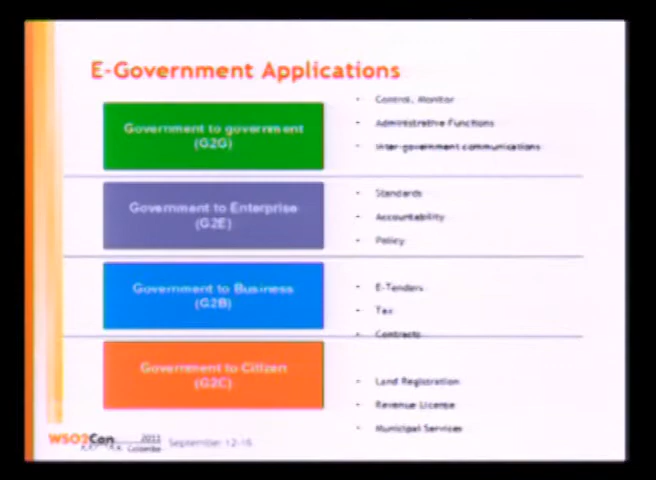 E-Government Applications
Government to government
(G2G)
Control, Monitor
Administrative Functions
Inter-government communications
Government to Enterprise
(G2E)
Standards
Accountability
Policy
Government to Business
(G2B)
E-Tenders
Tax
Contracts
Government to Citizen
(G2C)
Land Registration
Revenue License
Municipal Services
WSO2Con 2011
Colombo
September 12-16